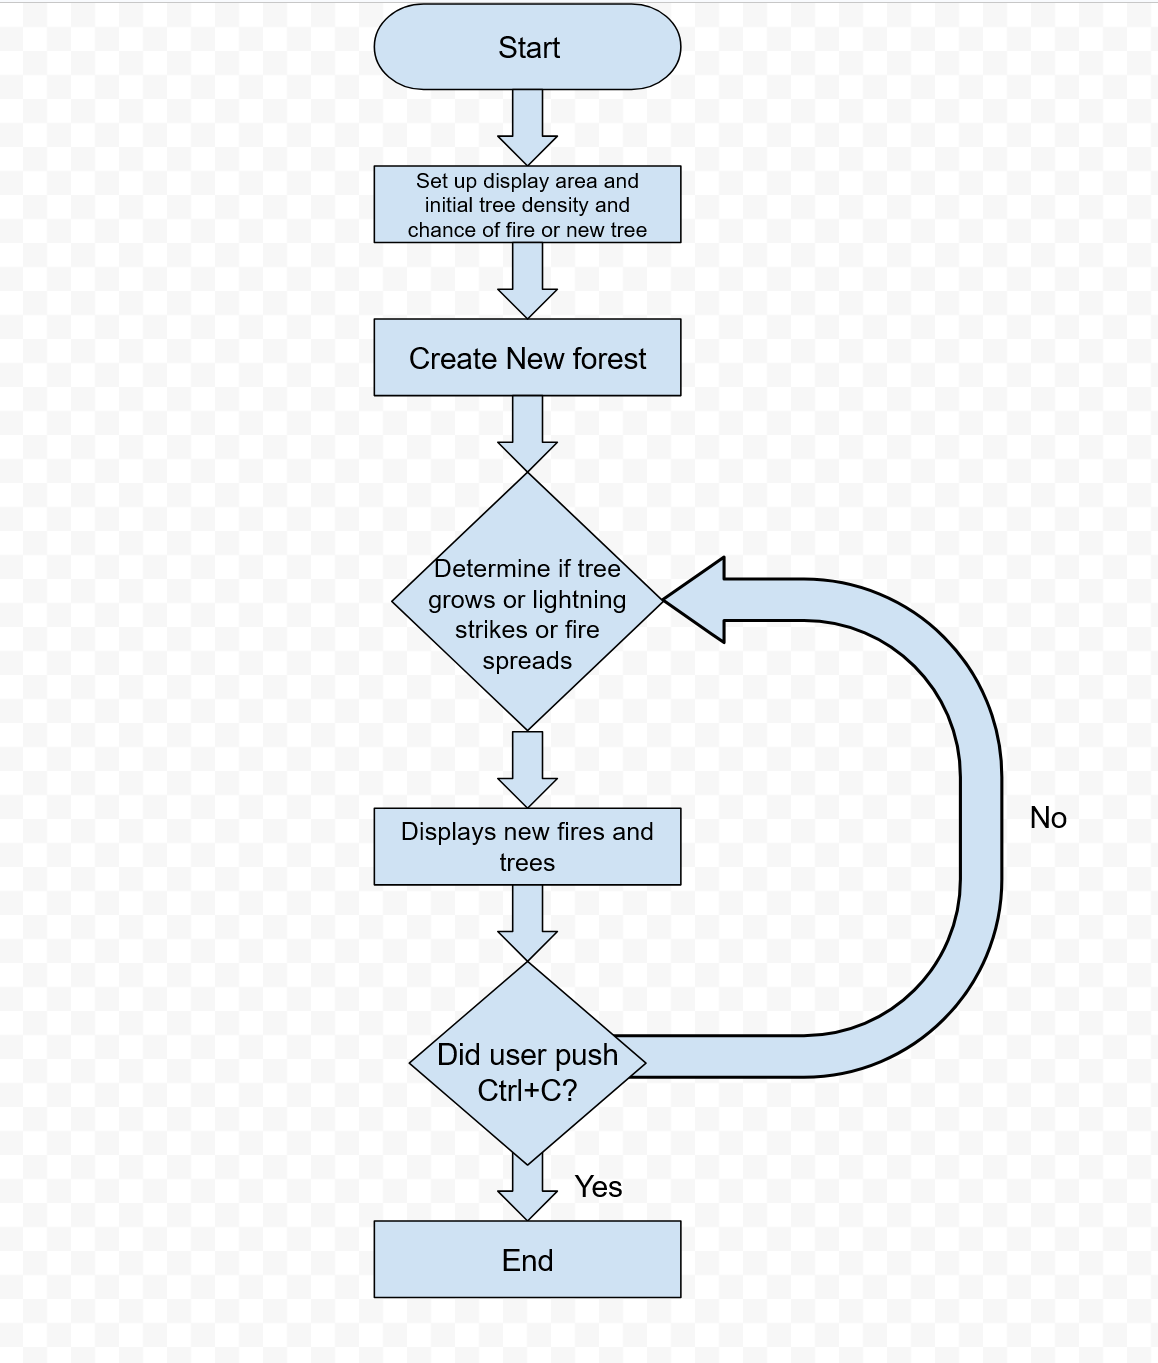 Start
Set up display area and
initial tree density and
chance of fire or new tree
Create New forest
Determine if tree
grows or lightning
strikes or fire
spreads
Displays new fires and
trees
No
Did user push
Ctrl+C?
Yes
End